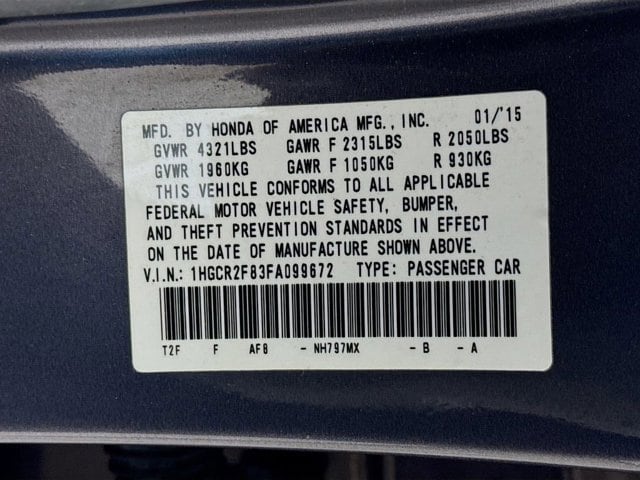 MFD. BY HONDA OF AMERICA MFG., INC. 01/'15
GVWR 4321LBS GAWR F 2315LBS R 2050LBS
GVWR 1960KG GAWR F 1050KG R 930KG
THIS VEHICLE CONFORMS TO ALL APPLICABLE
FEDERAL MOTOR VEHICLE SAFETY, BUMPER,
AND THEFT PREVENTION STANDARDS IN EFFECT
ON THE DATE OF MANUFACTURE SHOWN ABOVE.
V.I.N.: 1HGCR2F83FA099672 TYPE: PASSENGER CAR
T2F F AF8 - NH797MX - B - A